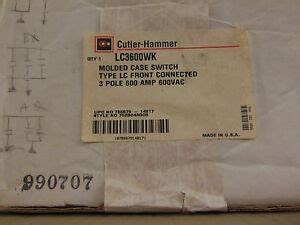 Cutler-Hammer
QTY 1 LC3600WK
MOLDED CASE SWITCH
TYPE LC FRONT CONNECTED
3 POLE 600 AMP 600VAC
MADE IN U.S.A.
990707